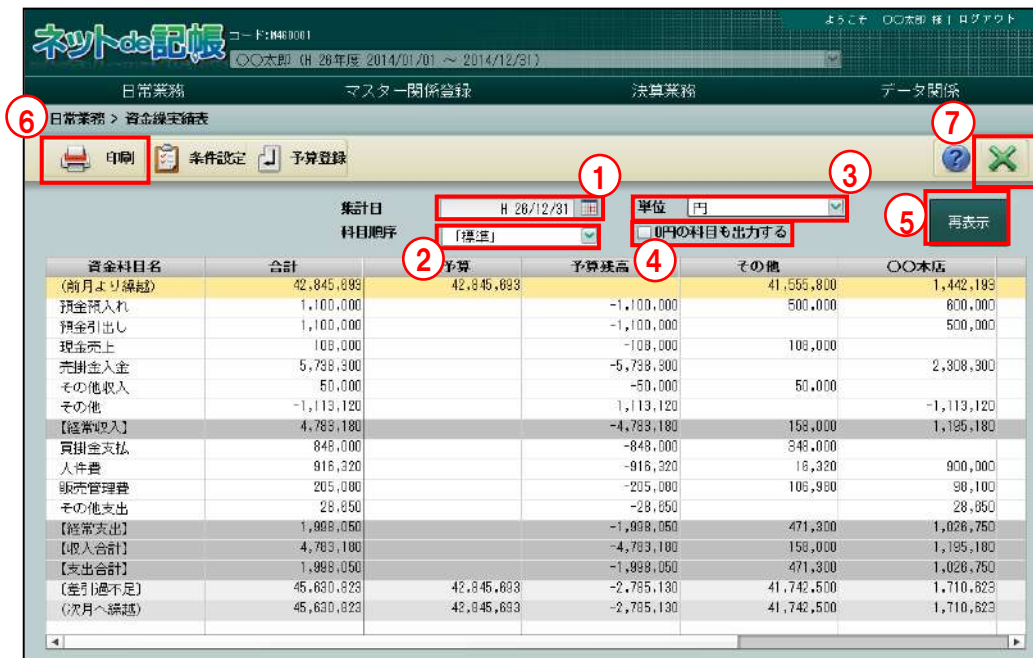 ようこそ 〇〇太郎 様 | ログアウト
ネットde記帳 コード:M460001
〇〇太郎 (H 26年度 2014/01/01 ～ 2014/12/31)
日常業務 マスター関係登録 決算業務 データ関係
日常業務 > 資金繰実績表
⑥ ⑦
印刷 条件設定 予算登録 ?
① ③
集計日 H 26/12/31 単位 円
⑤ 再表示
科目順序 「標準」 0円の科目も出力する
② ④
資金科目名 合計 予算 予算残高 その他 〇〇本店
(前月より繰越) 42,845,693 42,845,693 41,555,800 1,442,193
預金預入れ 1,100,000 -1,100,000 500,000 600,000
預金引出し 1,100,000 -1,100,000 500,000
現金売上 108,000 -108,000 108,000
売掛金入金 5,738,300 -5,738,300 2,308,300
その他収入 50,000 -50,000 50,000
その他 -1,113,120 1,113,120 -1,113,120
【経常収入】 4,783,180 -4,783,180 158,000 1,195,180
買掛金支払 848,000 -848,000 348,000
人件費 916,320 -916,320 16,320 900,000
販売管理費 205,080 -205,080 106,980 98,100
その他支出 28,650 -28,650 28,650
【経常支出】 1,998,050 -1,998,050 471,300 1,026,750
【収入合計】 4,783,180 -4,783,180 158,000 1,195,180
【支出合計】 1,998,050 -1,998,050 471,300 1,026,750
〔差引過不足〕 45,630,823 42,845,693 -2,785,130 41,742,500 1,710,623
(次月へ繰越) 45,630,823 42,845,693 -2,785,130 41,742,500 1,710,623